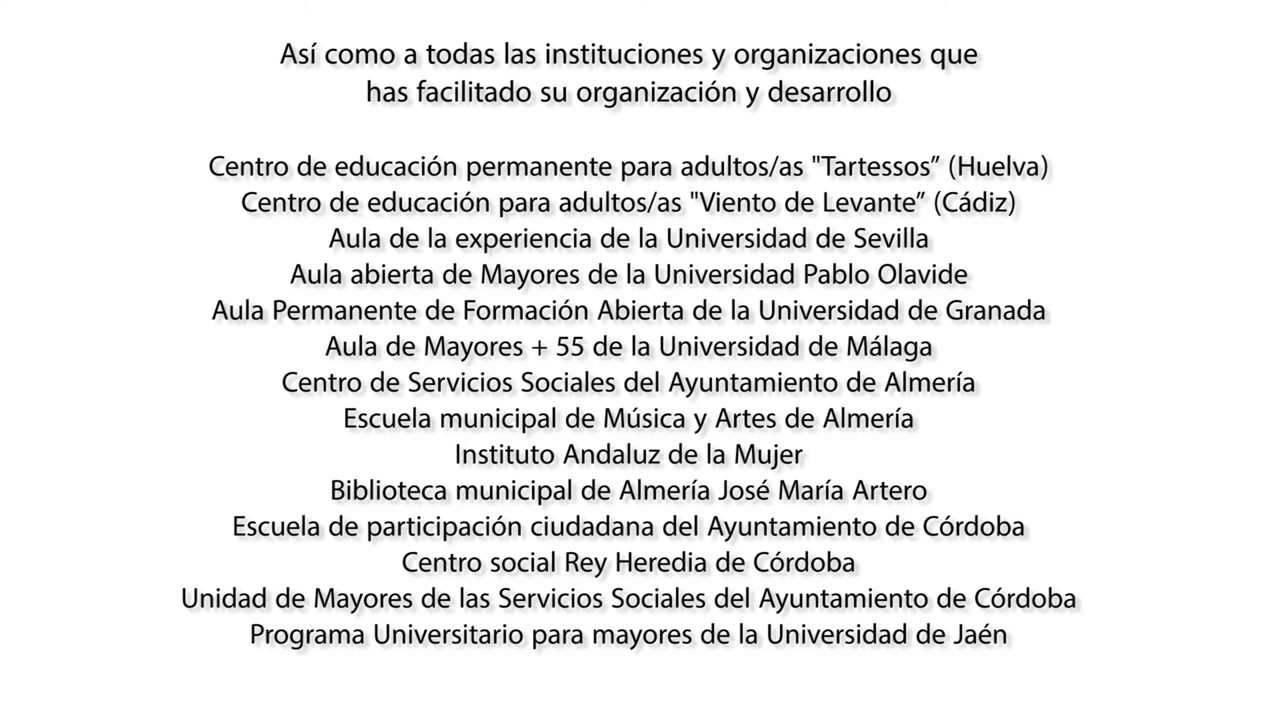 Así como a todas las instituciones y organizaciones que
has facilitado su organización y desarrollo
Centro de educación permanente para adultos/as "Tartessos” (Huelva)
Centro de educación para adultos/as "Viento de Levante” (Cádiz)
Aula de la experiencia de la Universidad de Sevilla
Aula abierta de Mayores de la Universidad Pablo Olavide
Aula Permanente de Formación Abierta de la Universidad de Granada
Aula de Mayores + 55 de la Universidad de Málaga
Centro de Servicios Sociales del Ayuntamiento de Almería
Escuela municipal de Música y Artes de Almería
Instituto Andaluz de la Mujer
Biblioteca municipal de Almería José María Artero
Escuela de participación ciudadana del Ayuntamiento de Córdoba
Centro social Rey Heredia de Córdoba
Unidad de Mayores de las Servicios Sociales del Ayuntamiento de Córdoba
Programa Universitario para mayores de la Universidad de Jaén